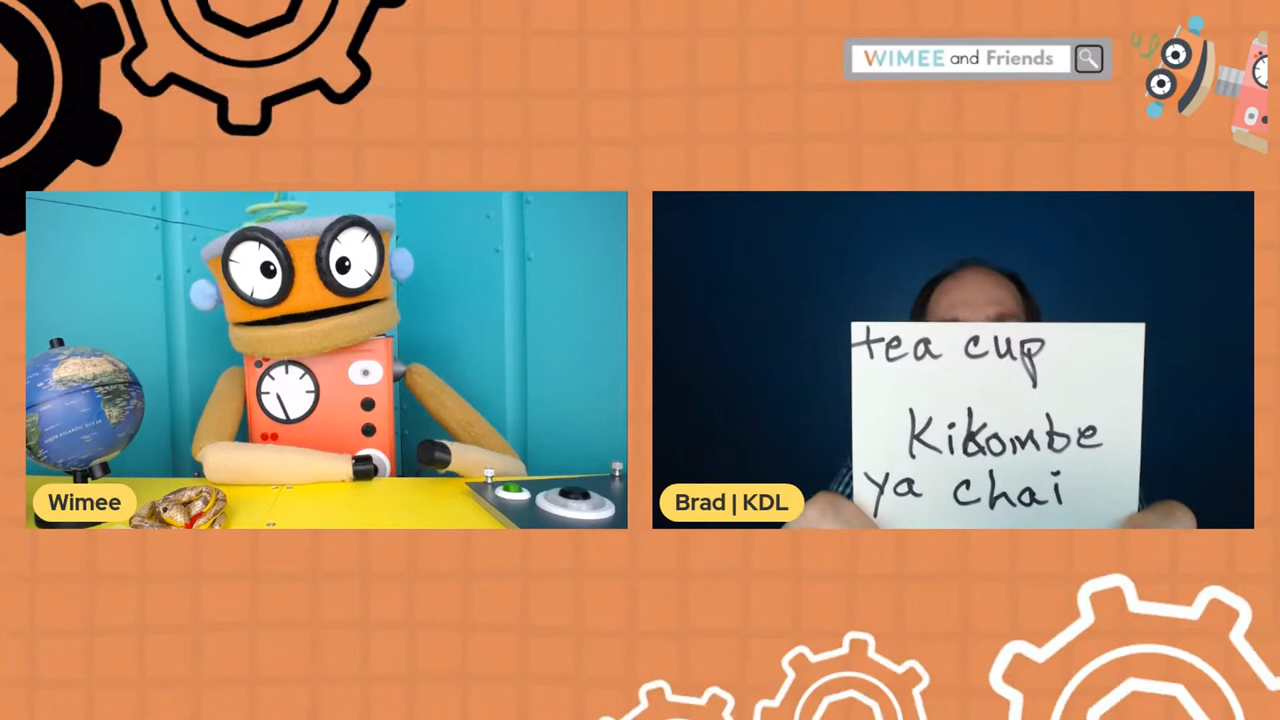 WIMEE and Friends
tea cup
Kikombe
ya chai
Wimee
Brad | KDL